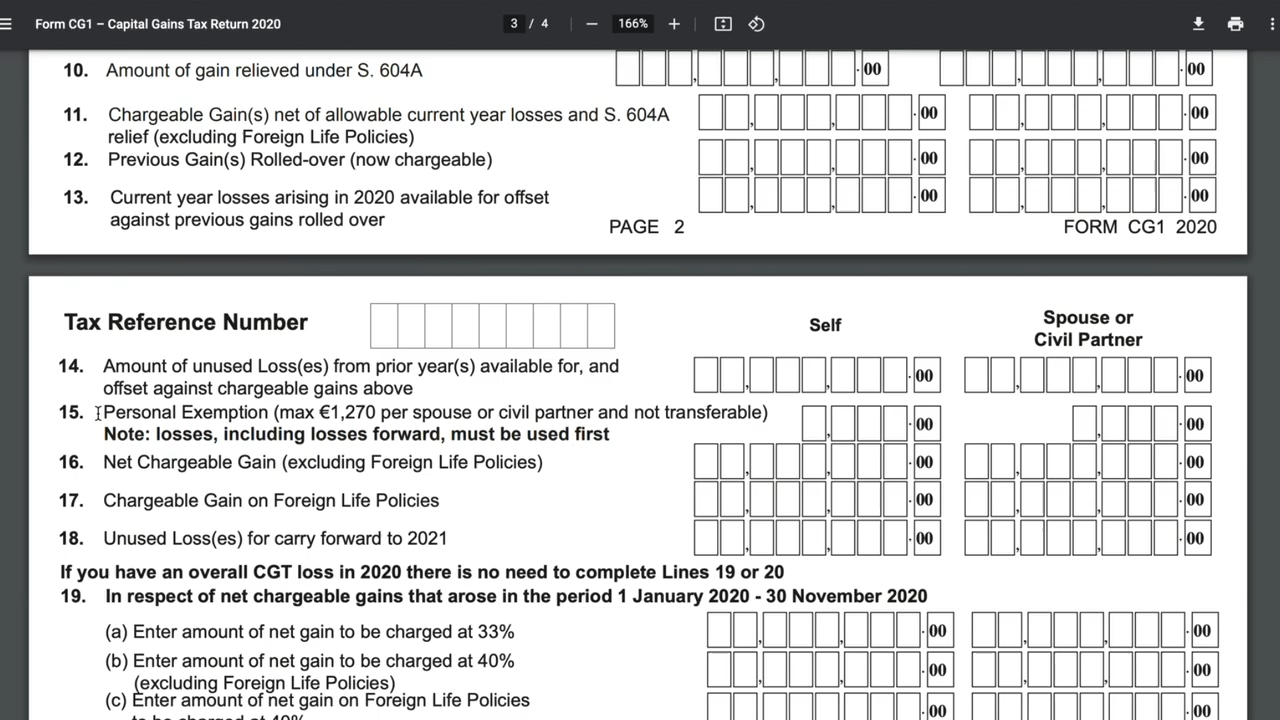 Form CG1 – Capital Gains Tax Return 2020 3 / 4 166%
10. Amount of gain relieved under S. 604A , , .00 , , .00
11. Chargeable Gain(s) net of allowable current year losses and S. 604A , , .00 , , .00
relief (excluding Foreign Life Policies)
12. Previous Gain(s) Rolled-over (now chargeable) , , .00 , , .00
13. Current year losses arising in 2020 available for offset , , .00 , , .00
against previous gains rolled over
PAGE 2 FORM CG1 2020
Tax Reference Number Self Spouse or
Civil Partner
14. Amount of unused Loss(es) from prior year(s) available for, and , , .00 , , .00
offset against chargeable gains above
15. Personal Exemption (max €1,270 per spouse or civil partner and not transferable) , .00 , .00
Note: losses, including losses forward, must be used first
16. Net Chargeable Gain (excluding Foreign Life Policies) , , .00 , , .00
17. Chargeable Gain on Foreign Life Policies , , .00 , , .00
18. Unused Loss(es) for carry forward to 2021 , , .00 , , .00
If you have an overall CGT loss in 2020 there is no need to complete Lines 19 or 20
19. In respect of net chargeable gains that arose in the period 1 January 2020 - 30 November 2020
(a) Enter amount of net gain to be charged at 33% , , .00 , , .00
(b) Enter amount of net gain to be charged at 40% , , .00 , , .00
(excluding Foreign Life Policies)
(c) Enter amount of net gain on Foreign Life Policies .00 .00
to be charged at 40%